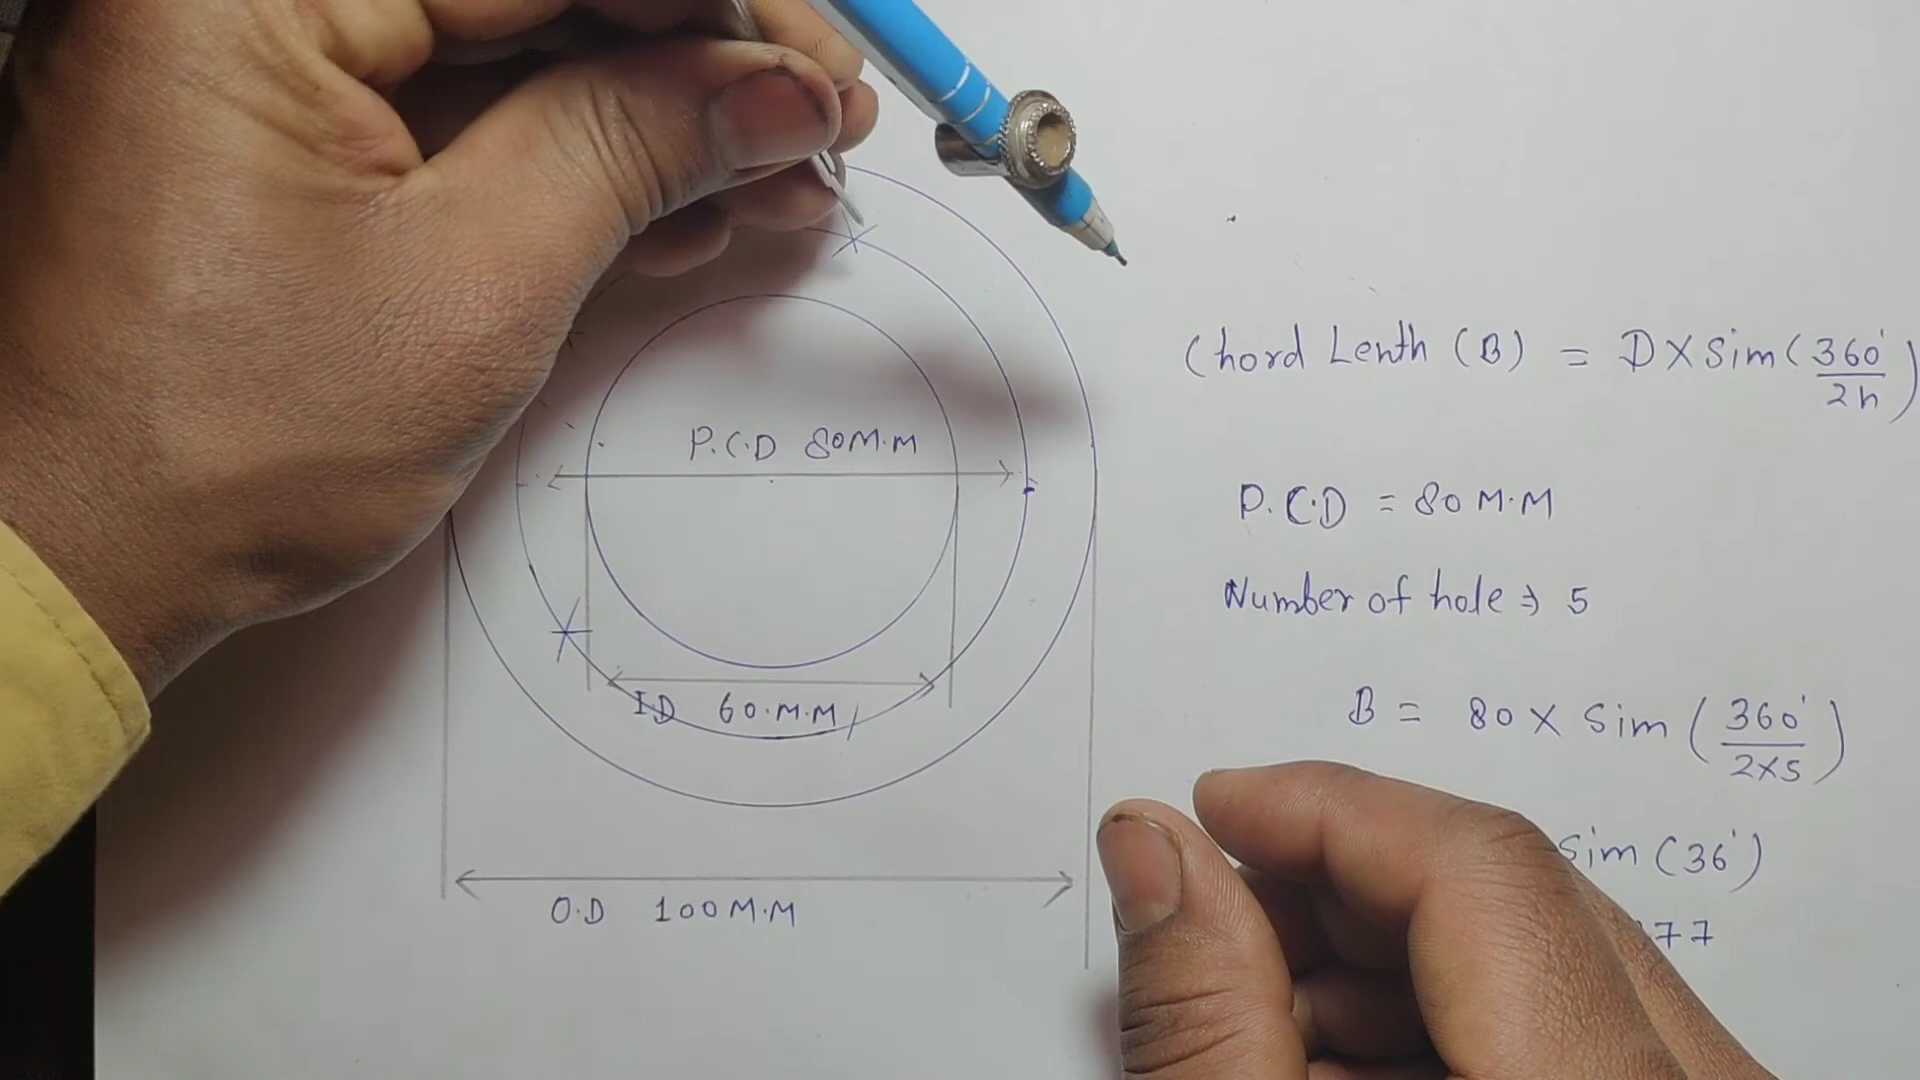 Chord Lenth (B) = D X Sim (360°/2n)
P.C.D 80M.M
P.C.D = 80 M.M
Number of hole ⇒ 5
I.D 60.M.M
B = 80 X Sim (360°/2X5)
Sim (36°)
O.D 100M.M
77